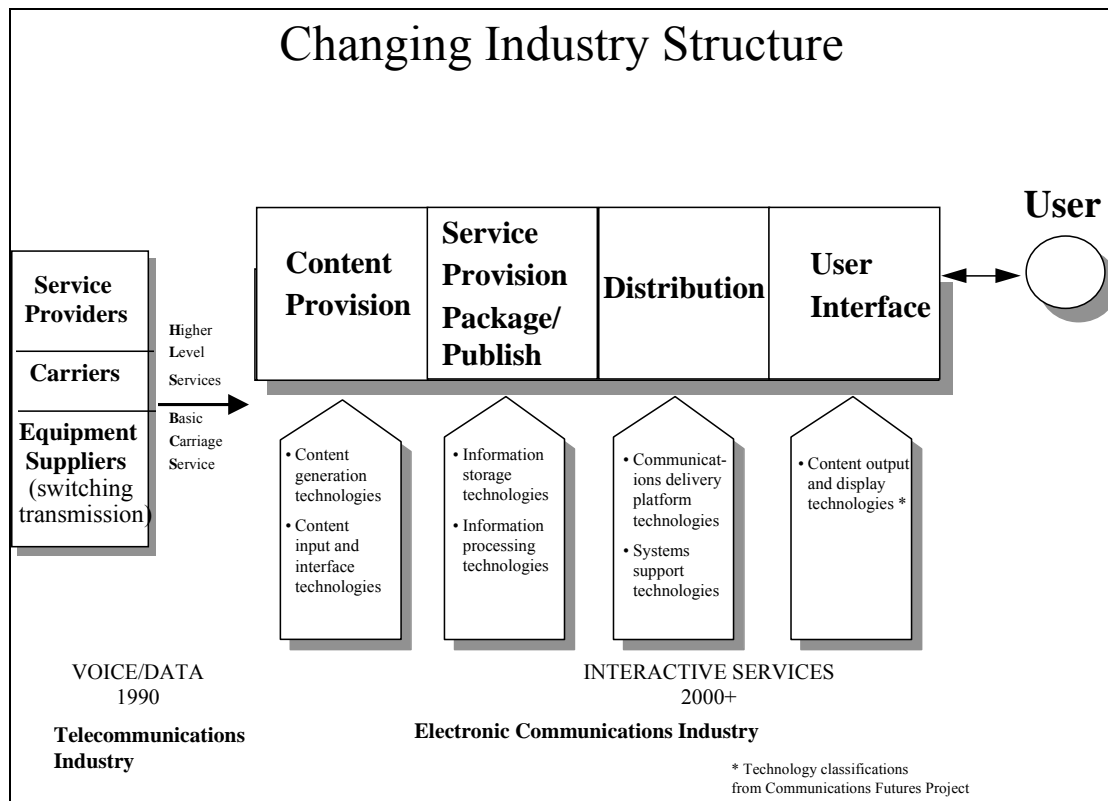 Changing Industry Structure
Service
Providers
Carriers
Equipment
Suppliers
(switching
transmission)
Higher
Level
Services
Basic
Carriage
Service
Content
Provision
Service
Provision
Package/
Publish
Distribution
User
Interface
User
• Content
generation
technologies
• Content
input and
interface
technologies
• Information
storage
technologies
• Information
processing
technologies
• Communicat-
ions delivery
platform
technologies
• Systems
support
technologies
• Content output
and display
technologies *
VOICE/DATA
1990
Telecommunications
Industry
INTERACTIVE SERVICES
2000+
Electronic Communications Industry
* Technology classifications
from Communications Futures Project